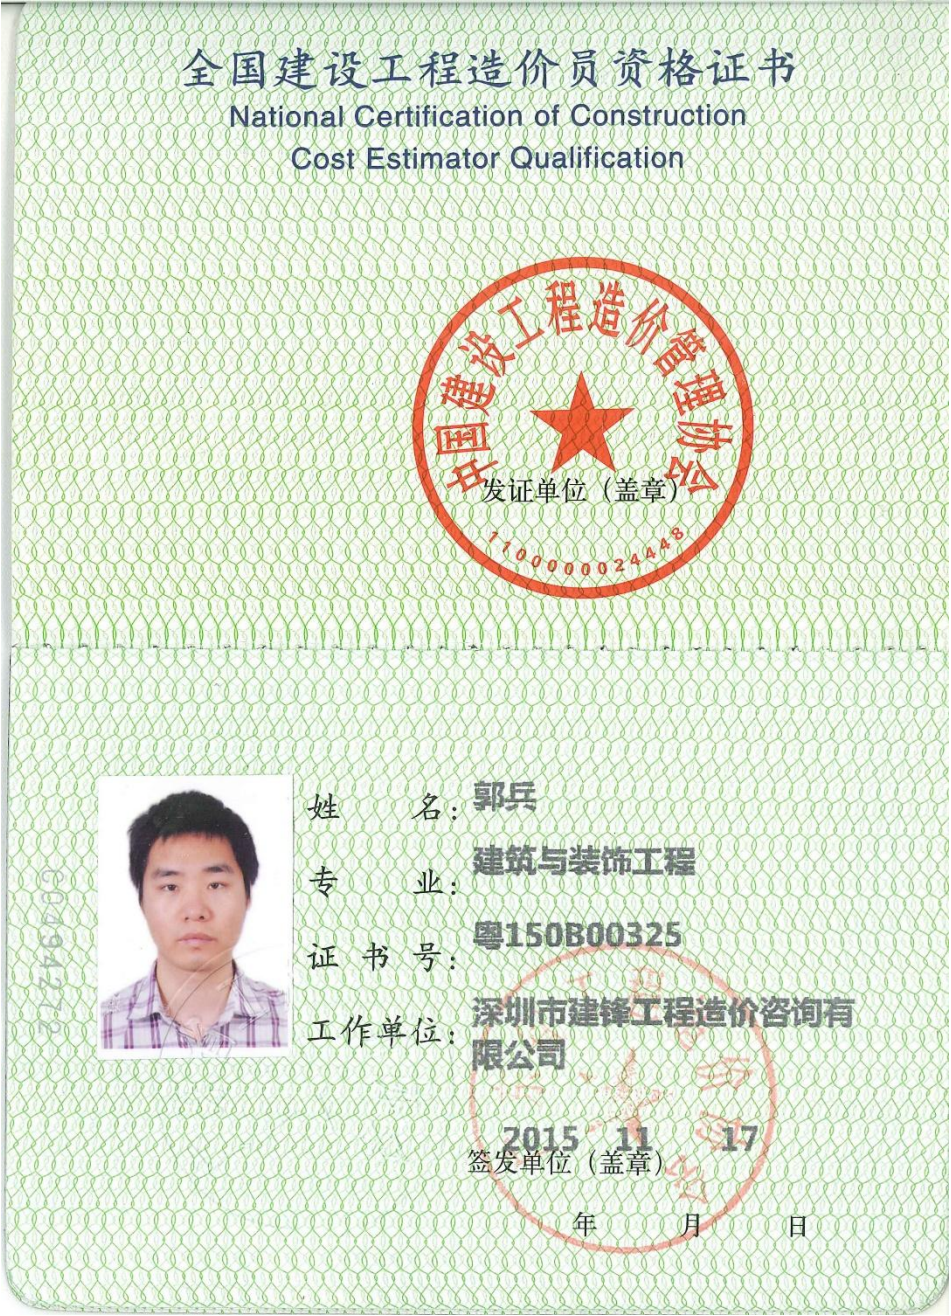 全国建设工程造价员资格证书
National Certification of Construction
Cost Estimator Qualification
中国建设工程造价管理协会
发证单位（盖章）
1100000024448
姓名：郭兵
专业：建筑与装饰工程
证书号：粤150B00325
工作单位：深圳市建锋工程造价咨询有
限公司
C0494272
2015 11 17
签发单位（盖章）
年 月 日